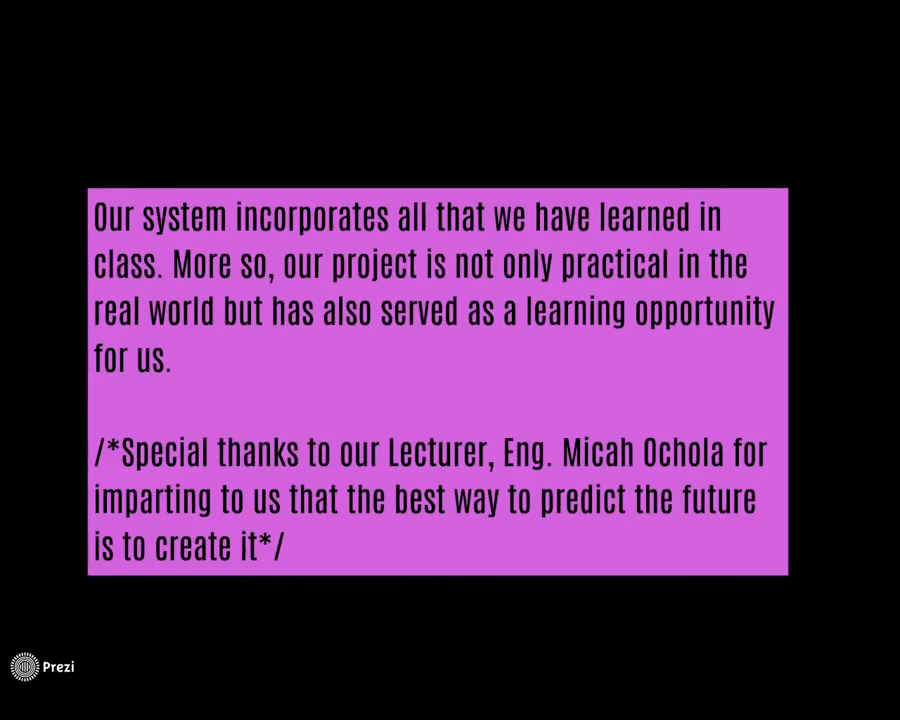 Our system incorporates all that we have learned in
class. More so, our project is not only practical in the
real world but has also served as a learning opportunity
for us.
/*Special thanks to our Lecturer, Eng. Micah Ochola for
imparting to us that the best way to predict the future
is to create it*/
Prezi